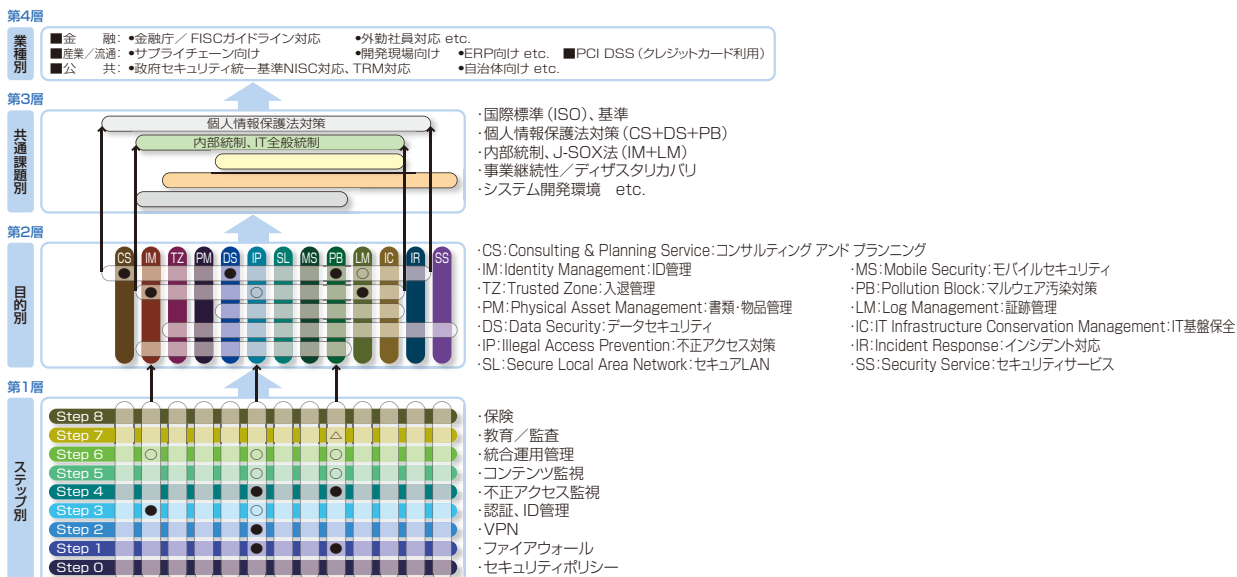 第4層
業種別
■金　融：•金融庁／FISCガイドライン対応　•外勤社員対応 etc.
■産業／流通：•サプライチェーン向け　•開発現場向け　•ERP向け etc.　■PCI DSS（クレジットカード利用）
■公　共：•政府セキュリティ統一基準NISC対応、TRM対応　•自治体向け etc.
第3層
共通課題別
個人情報保護法対策
内部統制、IT全般統制
・国際標準（ISO）、基準
・個人情報保護法対策（CS+DS+PB）
・内部統制、J-SOX法（IM+LM）
・事業継続性／ディザスタリカバリ
・システム開発環境　etc.
第2層
目的別
CS IM TZ PM DS IP SL MS PB LM IC IR SS
・CS：Consulting & Planning Service：コンサルティング アンド プランニング
・IM：Identity Management：ID管理
・TZ：Trusted Zone：入退管理
・PM：Physical Asset Management：書類・物品管理
・DS：Data Security：データセキュリティ
・IP：Illegal Access Prevention：不正アクセス対策
・SL：Secure Local Area Network：セキュアLAN
・MS：Mobile Security：モバイルセキュリティ
・PB：Pollution Block：マルウェア汚染対策
・LM：Log Management：証跡管理
・IC：IT Infrastructure Conservation Management：IT基盤保全
・IR：Incident Response：インシデント対応
・SS：Security Service：セキュリティサービス
第1層
ステップ別
Step 8　・保険
Step 7　△　・教育／監査
Step 6　○　○　○　・統合運用管理
Step 5　○　○　・コンテンツ監視
Step 4　●　●　・不正アクセス監視
Step 3　●　○　・認証、ID管理
Step 2　●　・VPN
Step 1　●　●　・ファイアウォール
Step 0　・セキュリティポリシー